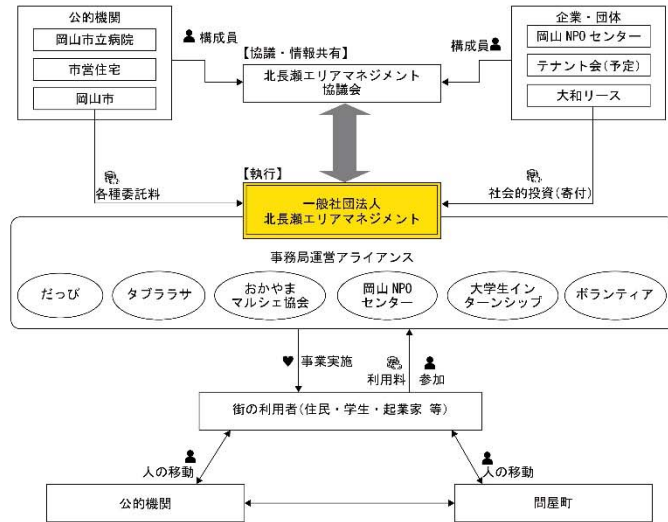 公的機関
岡山市立病院
市営住宅
岡山市
構成員
【協議・情報共有】
北長瀬エリアマネジメント
協議会
構成員
企業・団体
岡山 NPO センター
テナント会(予定)
大和リース
各種委託料
【執行】
一般社団法人
北長瀬エリアマネジメント
社会的投資(寄付)
事務局運営アライアンス
だっぴ
タブララサ
おかやま
マルシェ協会
岡山 NPO
センター
大学生イン
ターンシップ
ボランティア
事業実施
利用料
参加
街の利用者(住民・学生・起業家 等)
人の移動
人の移動
公的機関
問屋町